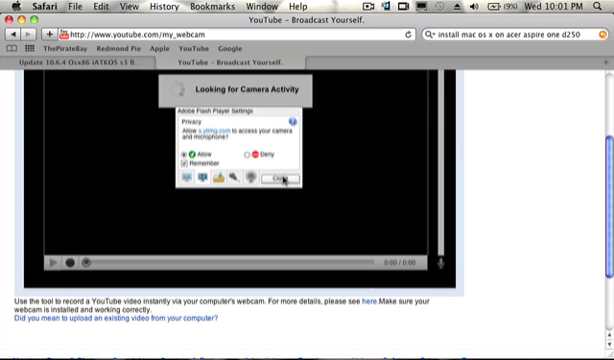 Safari File Edit View History Bookmarks Window Help (9%) Wed 10:01 PM
YouTube - Broadcast Yourself.
http://www.youtube.com/my_webcam install mac os x on acer aspire one d250
ThePirateBay Redmond Pie Apple YouTube Google
Update 10.6.4 Osx86 iATKOS s3 6... YouTube - Broadcast Yourself.
Looking for Camera Activity
Adobe Flash Player Settings
Privacy
Allow s.ytimg.com to access your camera
and microphone?
Allow Deny
Remember
Close
0:00 / 0:00
Use the tool to record a YouTube video instantly via your computer's webcam. For more details, please see here.Make sure your
webcam is installed and working correctly.
Did you mean to upload an existing video from your computer?